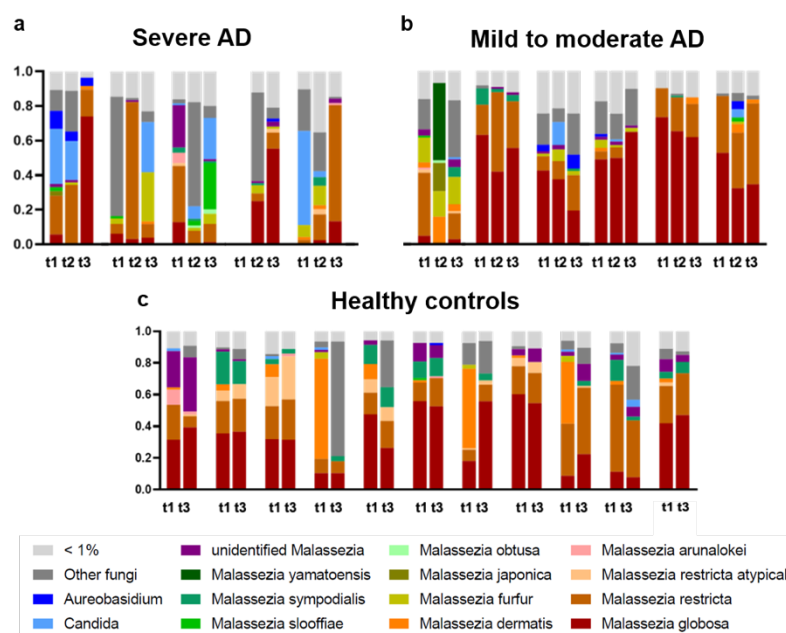 a
Severe AD
b
Mild to moderate AD
1.0
0.8
0.6
0.4
0.2
0.0
t1 t2 t3 t1 t2 t3 t1 t2 t3 t1 t2 t3 t1 t2 t3
t1 t2 t3 t1 t2 t3 t1 t2 t3 t1 t2 t3 t1 t2 t3 t1 t2 t3
c
Healthy controls
1.0
0.8
0.6
0.4
0.2
0.0
t1 t3 t1 t3 t1 t3 t1 t3 t1 t3 t1 t3 t1 t3 t1 t3 t1 t3 t1 t3 t1 t3
< 1% unidentified Malassezia Malassezia obtusa Malassezia arunalokei
Other fungi Malassezia yamatoensis Malassezia japonica Malassezia restricta atypical
Aureobasidium Malassezia sympodialis Malassezia furfur Malassezia restricta
Candida Malassezia slooffiae Malassezia dermatis Malassezia globosa